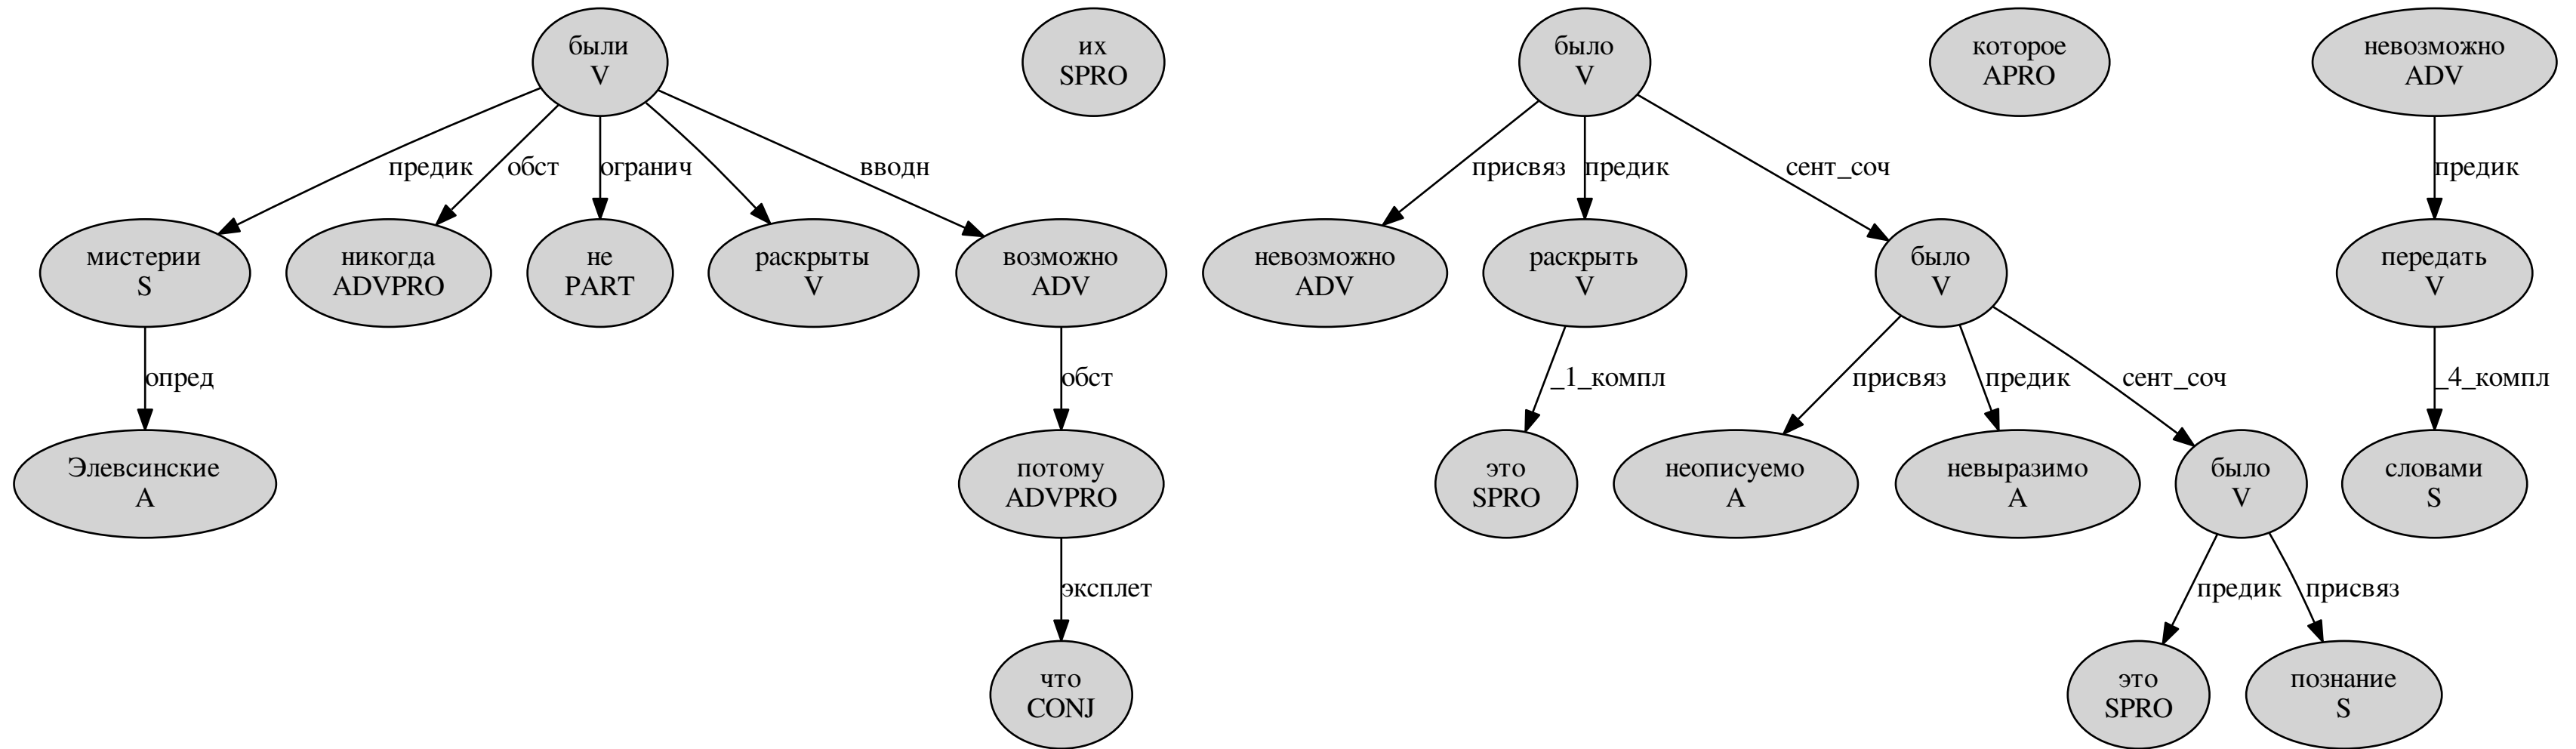 были
V
их
SPRO
было
V
которое
APRO
невозможно
ADV
предик
обст
огранич
вводн
присвяз
предик
сент_соч
предик
мистерии
S
никогда
ADVPRO
не
PART
раскрыты
V
возможно
ADV
невозможно
ADV
раскрыть
V
было
V
передать
V
опред
обст
_1_компл
присвяз
предик
сент_соч
_4_компл
Элевсинские
A
потому
ADVPRO
это
SPRO
неописуемо
A
невыразимо
A
было
V
словами
S
эксплет
предик
присвяз
что
CONJ
это
SPRO
познание
S